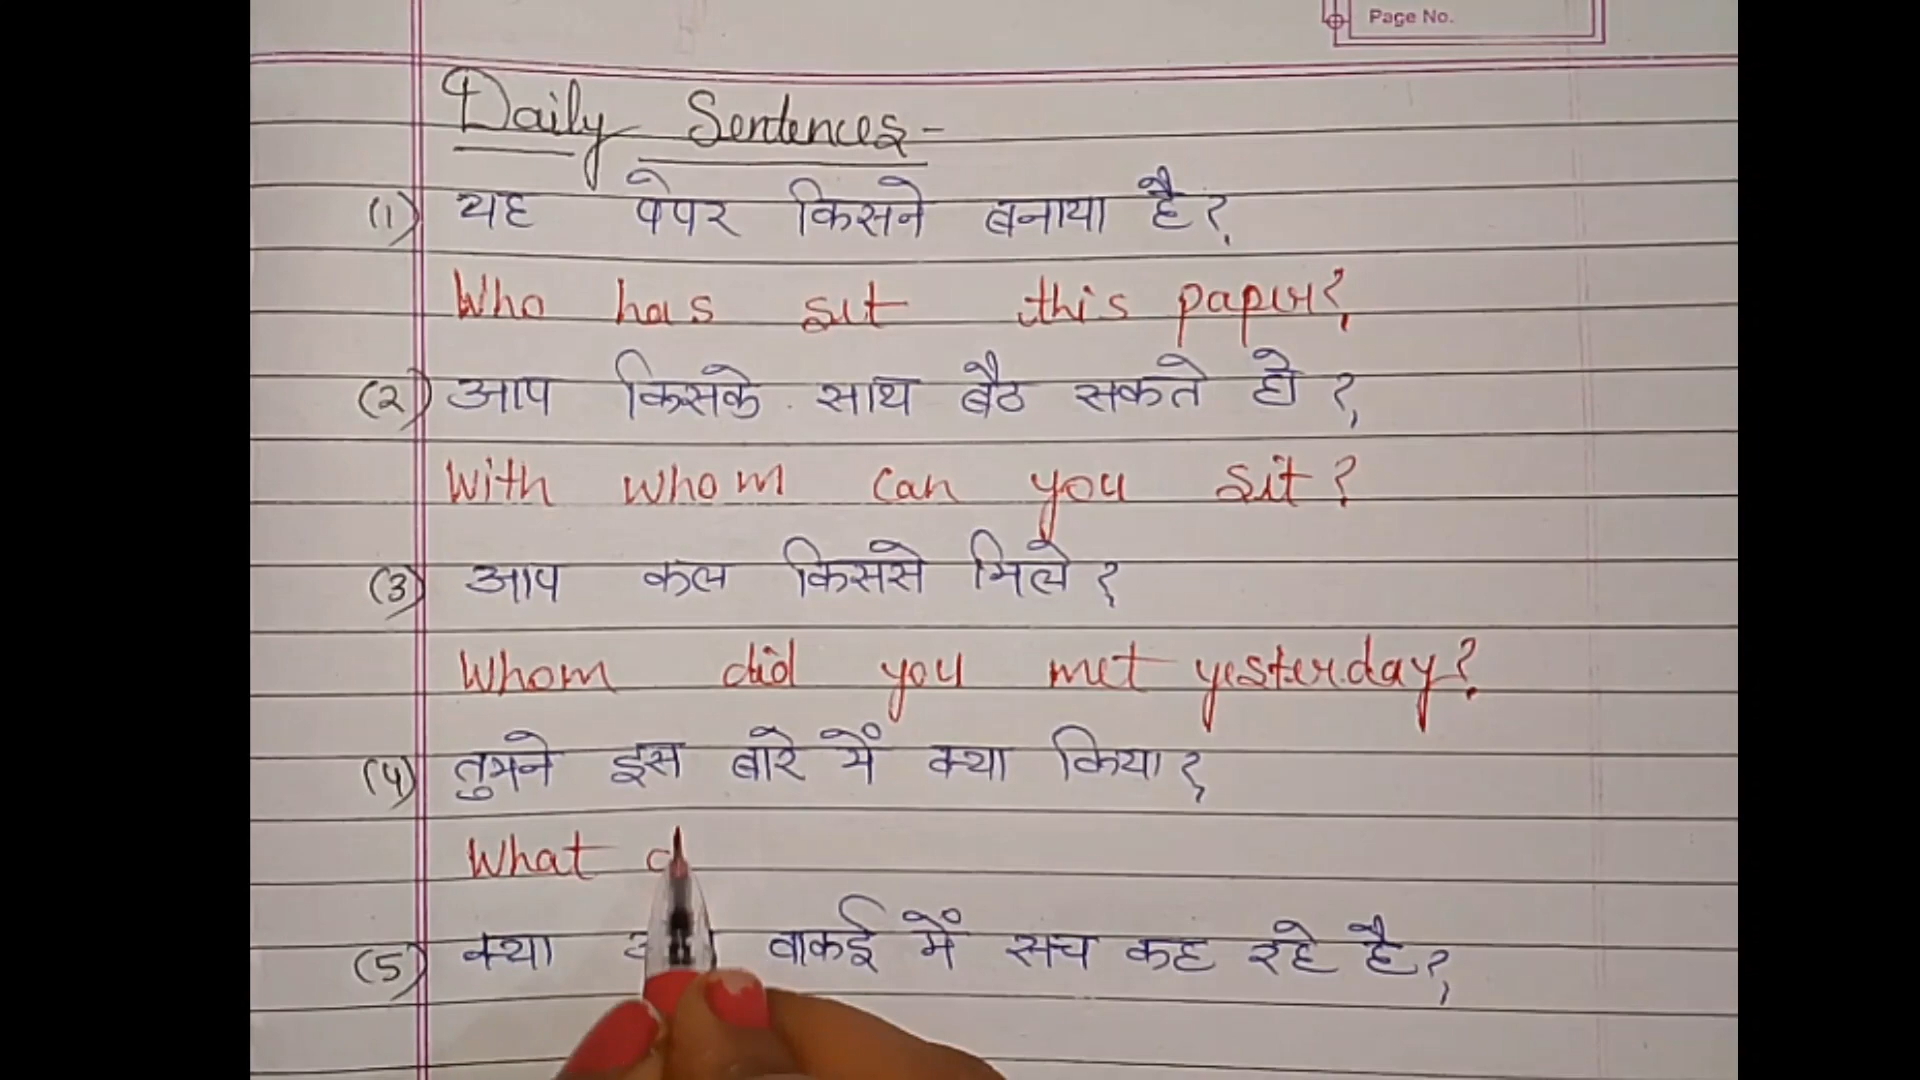 Page No.
Daily Sentences-
(1) यह पेपर किसने बनाया है?
Who has set this paper?
(2) आप किसके साथ बैठ सकते हो?
With whom can you sit?
(3) आप कल किससे मिले?
Whom did you met yesterday?
(4) तुमने इस बारे में क्या किया?
What
(5) क्या वाकई में सच कह रहे है?